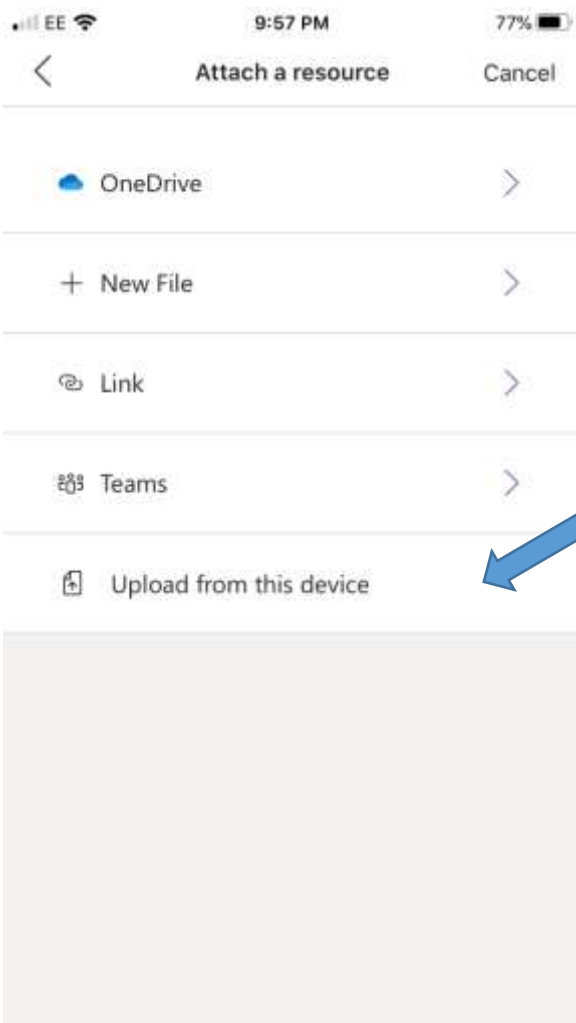 EE 9:57 PM 77%
Attach a resource Cancel
OneDrive
+ New File
Link
Teams
Upload from this device